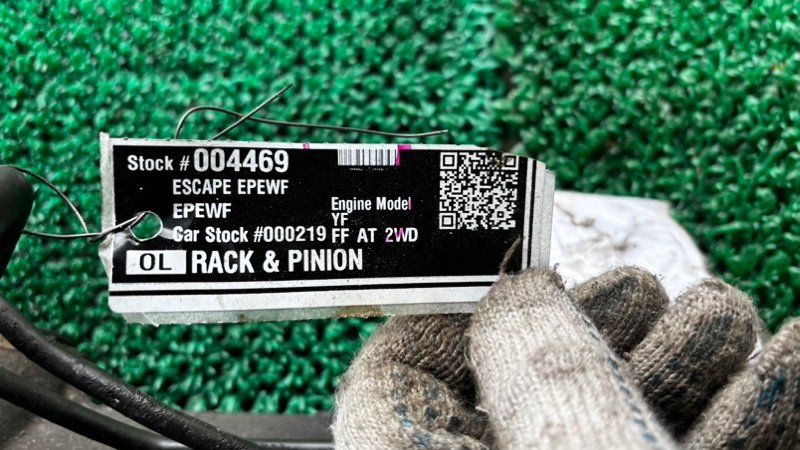 Stock # 004469
ESCAPE EPEWF
EPEWF
Engine Model
YF
Car Stock #000219 FF AT 2WD
OL RACK & PINION